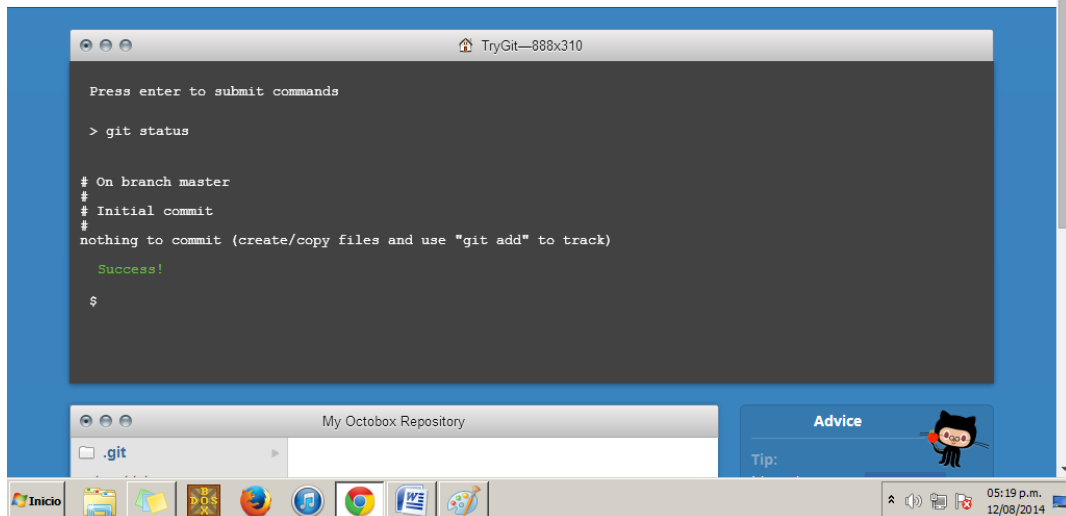 TryGit—888x310
Press enter to submit commands
> git status
# On branch master
#
# Initial commit
#
nothing to commit (create/copy files and use "git add" to track)
Success!
$
My Octobox Repository
.git
Advice
Tip:
Inicio
05:19 p.m.
12/08/2014